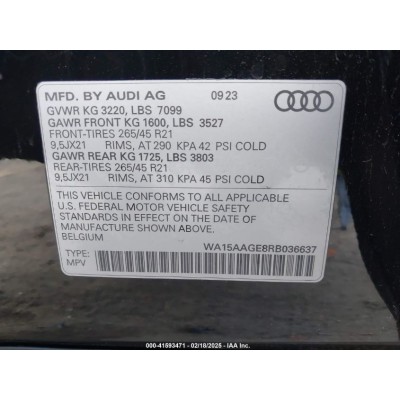 MFD. BY AUDI AG 09 23
GVWR KG 3220, LBS 7099
GAWR FRONT KG 1600, LBS 3527
FRONT-TIRES 265/45 R21
9,5JX21 RIMS, AT 290 KPA 42 PSI COLD
GAWR REAR KG 1725, LBS 3803
REAR-TIRES 265/45 R21
9,5JX21 RIMS, AT 310 KPA 45 PSI COLD
THIS VEHICLE CONFORMS TO ALL APPLICABLE
U.S. FEDERAL MOTOR VEHICLE SAFETY
STANDARDS IN EFFECT ON THE DATE OF
MANUFACTURE SHOWN ABOVE.
BELGIUM
WA15AAGE8RB036637
TYPE:
MPV
000-41593471 - 02/18/2025 - IAA Inc.